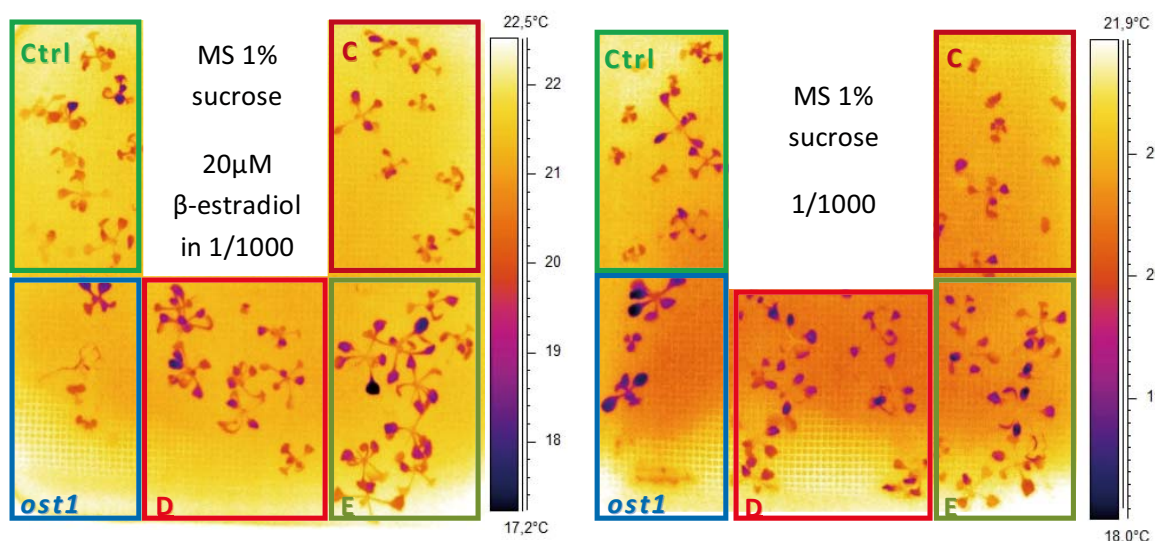 22,5°C
Ctrl
MS 1%
sucrose
20µM
β-estradiol
in 1/1000
C
22
21
20
19
18
ost1
D
E
17,2°C
21,9°C
Ctrl
MS 1%
sucrose
1/1000
C
2
2
1
ost1
D
E
18,0°C